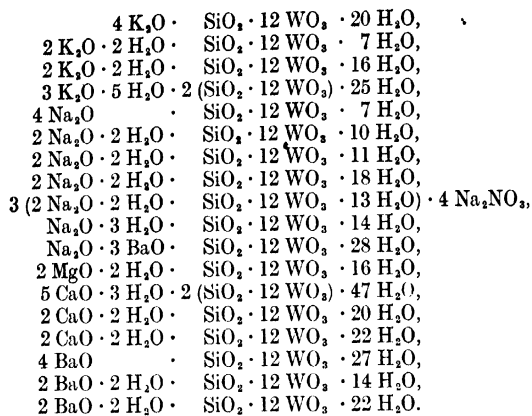 4 K₂O · SiO₂ · 12 WO₃ · 20 H₂O,
2 K₂O · 2 H₂O · SiO₂ · 12 WO₃ · 7 H₂O,
2 K₂O · 2 H₂O · SiO₂ · 12 WO₃ · 16 H₂O,
3 K₂O · 5 H₂O · 2 (SiO₂ · 12 WO₃) · 25 H₂O,
4 Na₂O · SiO₂ · 12 WO₃ · 7 H₂O,
2 Na₂O · 2 H₂O · SiO₂ · 12 WO₃ · 10 H₂O,
2 Na₂O · 2 H₂O · SiO₂ · 12 WO₃ · 11 H₂O,
2 Na₂O · 2 H₂O · SiO₂ · 12 WO₃ · 18 H₂O,
3 (2 Na₂O · 2 H₂O · SiO₂ · 12 WO₃ · 13 H₂O) · 4 Na₂NO₃,
Na₂O · 3 H₂O · SiO₂ · 12 WO₃ · 14 H₂O,
Na₂O · 3 BaO · SiO₂ · 12 WO₃ · 28 H₂O,
2 MgO · 2 H₂O · SiO₂ · 12 WO₃ · 16 H₂O,
5 CaO · 3 H₂O · 2 (SiO₂ · 12 WO₃) · 47 H₂O,
2 CaO · 2 H₂O · SiO₂ · 12 WO₃ · 20 H₂O,
2 CaO · 2 H₂O · SiO₂ · 12 WO₃ · 22 H₂O,
4 BaO · SiO₂ · 12 WO₃ · 27 H₂O,
2 BaO · 2 H₂O · SiO₂ · 12 WO₃ · 14 H₂O,
2 BaO · 2 H₂O · SiO₂ · 12 WO₃ · 22 H₂O.